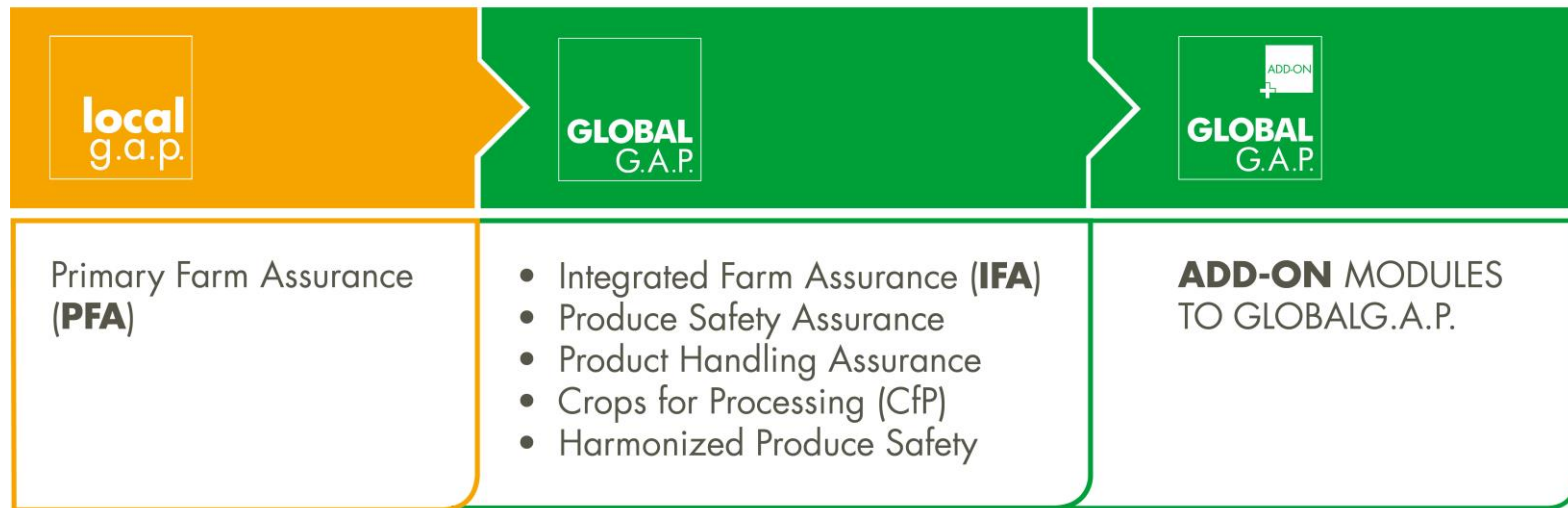 local
g.a.p.
GLOBAL
G.A.P.
ADD-ON
GLOBAL
G.A.P.
Primary Farm Assurance
(PFA)
• Integrated Farm Assurance (IFA)
• Produce Safety Assurance
• Product Handling Assurance
• Crops for Processing (CfP)
• Harmonized Produce Safety
ADD-ON MODULES
TO GLOBALG.A.P.